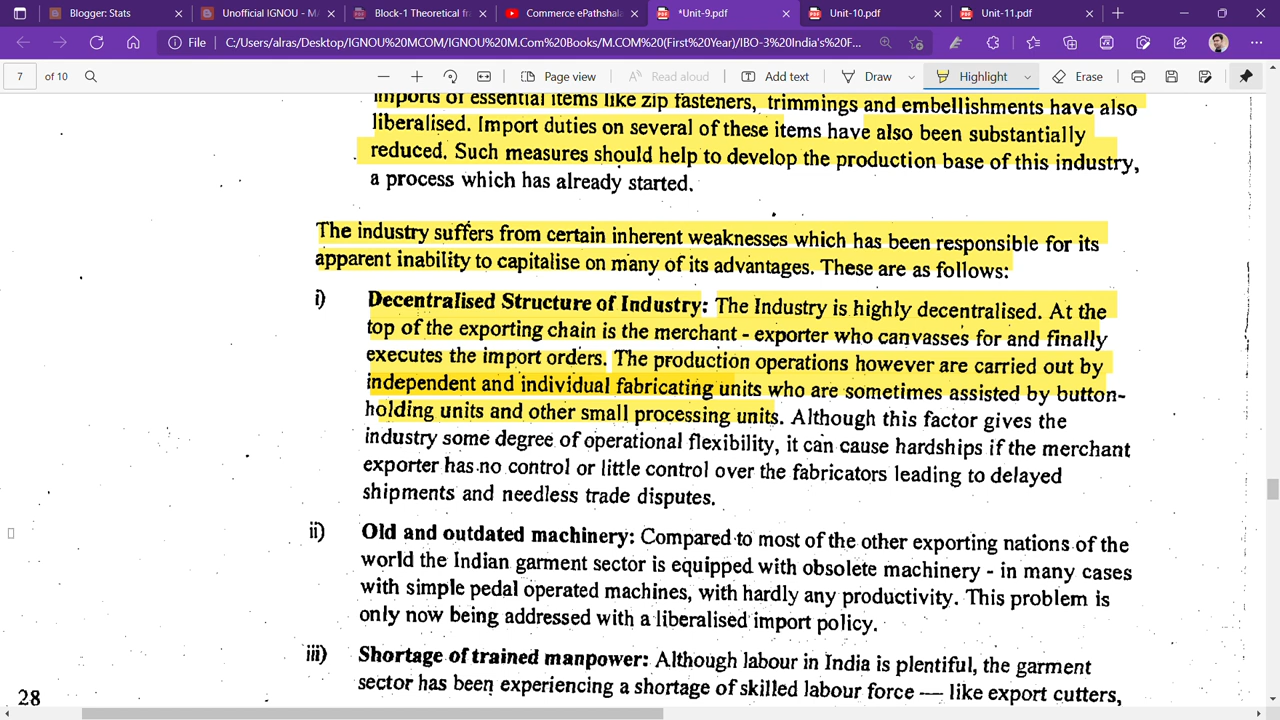 Blogger: Stats
Unofficial IGNOU - MA
Block-1 Theoretical fra
Commerce ePathshala
*Unit-9.pdf
Unit-10.pdf
Unit-11.pdf
File
C:/Users/alras/Desktop/IGNOU%20MCOM/IGNOU%20M.Com%20Books/M.COM%20(First%20Year)/IBO-3%20India's%20F...
7 of 10
Page view
Read aloud
Add text
Draw
Highlight
Erase
imports of essential items like zip fasteners, trimmings and embellishments have also
liberalised. Import duties on several of these items have also been substantially
reduced. Such measures should help to develop the production base of this industry,
a process which has already started.
The industry suffers from certain inherent weaknesses which has been responsible for its
apparent inability to capitalise on many of its advantages. These are as follows:
i) Decentralised Structure of Industry: The Industry is highly decentralised. At the
top of the exporting chain is the merchant - exporter who canvasses for and finally
executes the import orders. The production operations however are carried out by
independent and individual fabricating units who are sometimes assisted by button-
holding units and other small processing units. Although this factor gives the
industry some degree of operational flexibility, it can cause hardships if the merchant
exporter has no control or little control over the fabricators leading to delayed
shipments and needless trade disputes.
ii) Old and outdated machinery: Compared to most of the other exporting nations of the
world the Indian garment sector is equipped with obsolete machinery - in many cases
with simple pedal operated machines, with hardly any productivity. This problem is
only now being addressed with a liberalised import policy.
iii) Shortage of trained manpower: Although labour in India is plentiful, the garment
sector has been experiencing a shortage of skilled labour force — like export cutters,
28